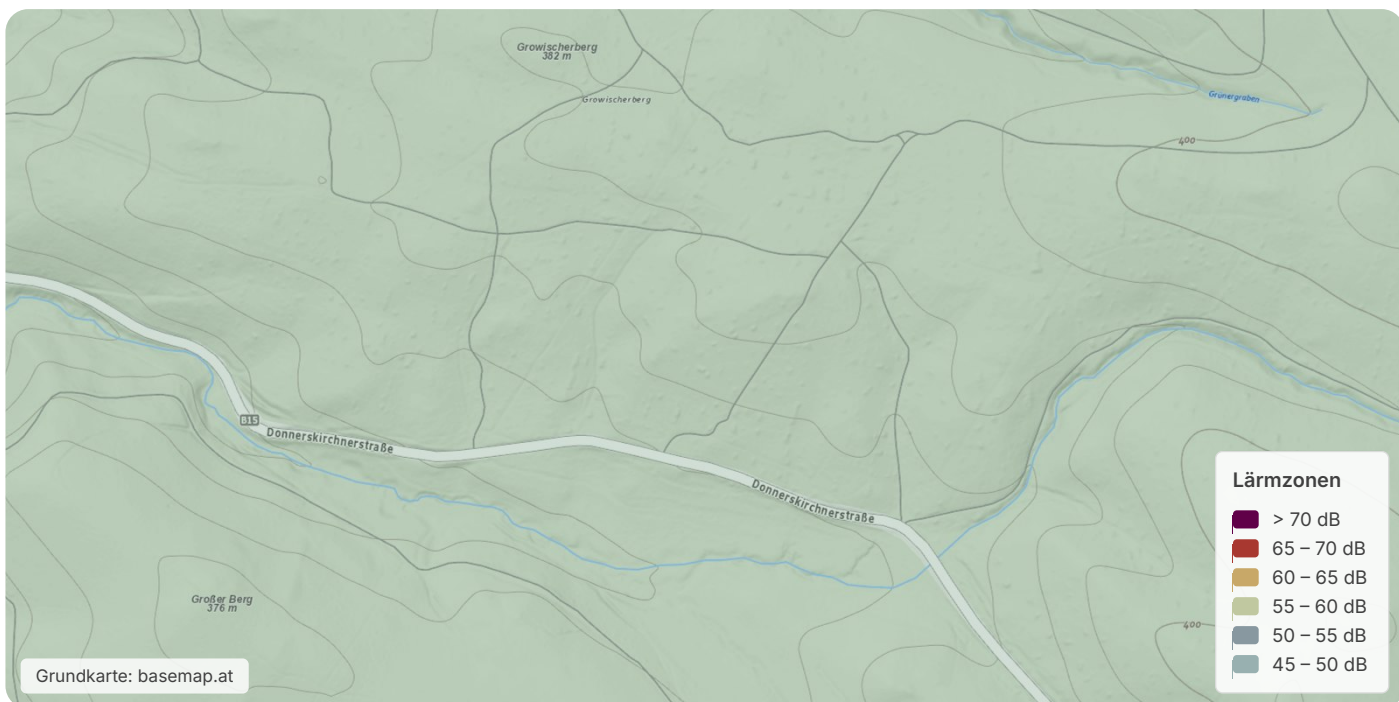 Growischerberg
382 m
Growischerberg
Grünergraben
400
B15
Donnerskirchnerstraße
Donnerskirchnerstraße
Großer Berg
376 m
400
Lärmzonen
> 70 dB
65 – 70 dB
60 – 65 dB
55 – 60 dB
50 – 55 dB
45 – 50 dB
Grundkarte: basemap.at